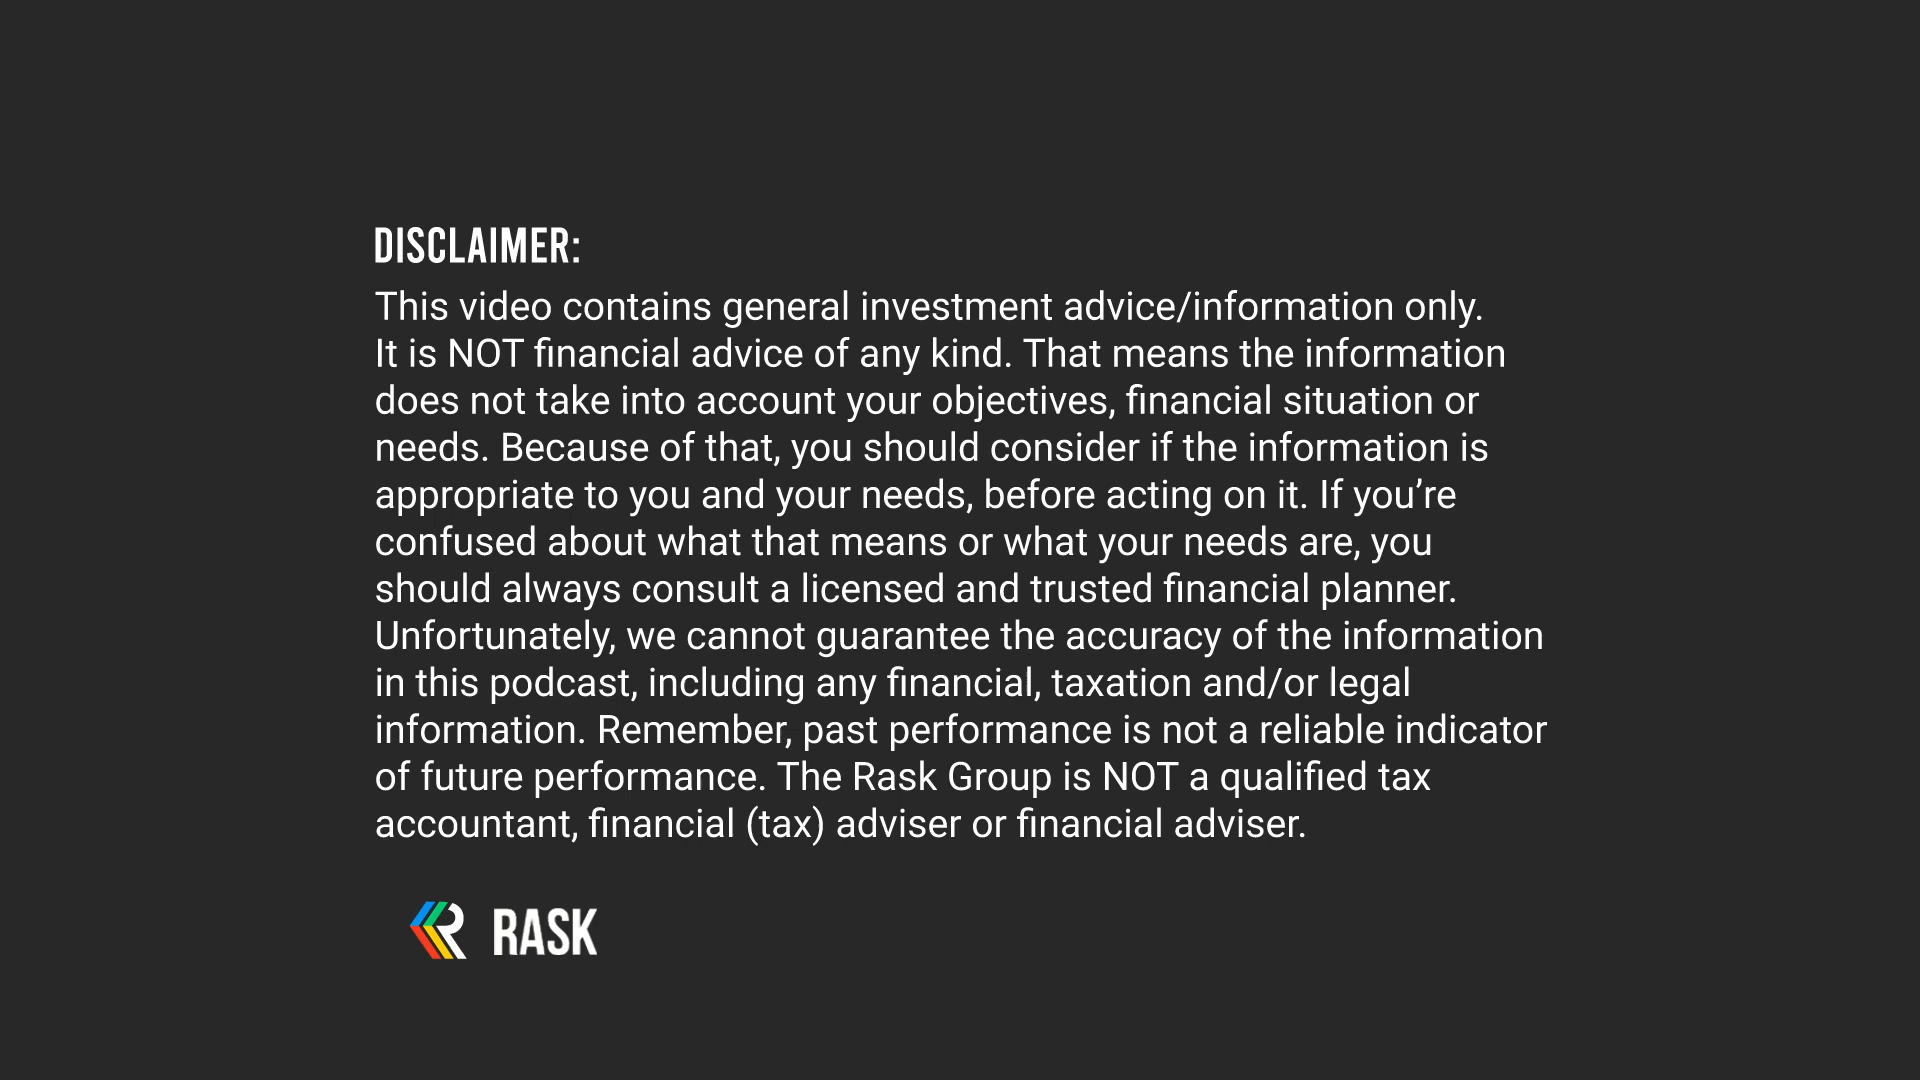 DISCLAIMER:
This video contains general investment advice/information only.
It is NOT financial advice of any kind. That means the information
does not take into account your objectives, financial situation or
needs. Because of that, you should consider if the information is
appropriate to you and your needs, before acting on it. If you’re
confused about what that means or what your needs are, you
should always consult a licensed and trusted financial planner.
Unfortunately, we cannot guarantee the accuracy of the information
in this podcast, including any financial, taxation and/or legal
information. Remember, past performance is not a reliable indicator
of future performance. The Rask Group is NOT a qualified tax
accountant, financial (tax) adviser or financial adviser.
RASK